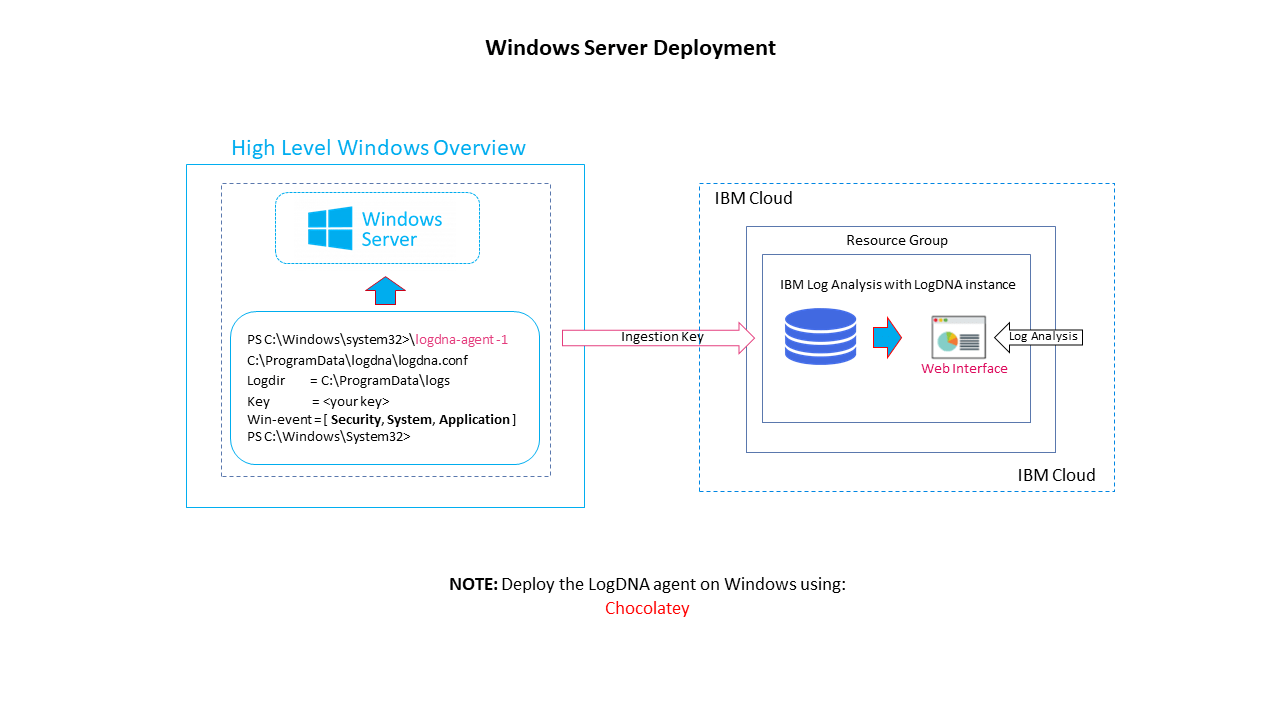 Windows Server Deployment
High Level Windows Overview
Windows
Server
PS C:\Windows\system32>\logdna-agent -1
C:\ProgramData\logdna\logdna.conf
Logdir = C:\ProgramData\logs
Key = <your key>
Win-event = [ Security, System, Application ]
PS C:\Windows\System32>
Ingestion Key
IBM Cloud
Resource Group
IBM Log Analysis with LogDNA instance
Log Analysis
Web Interface
IBM Cloud
NOTE: Deploy the LogDNA agent on Windows using:
Chocolatey